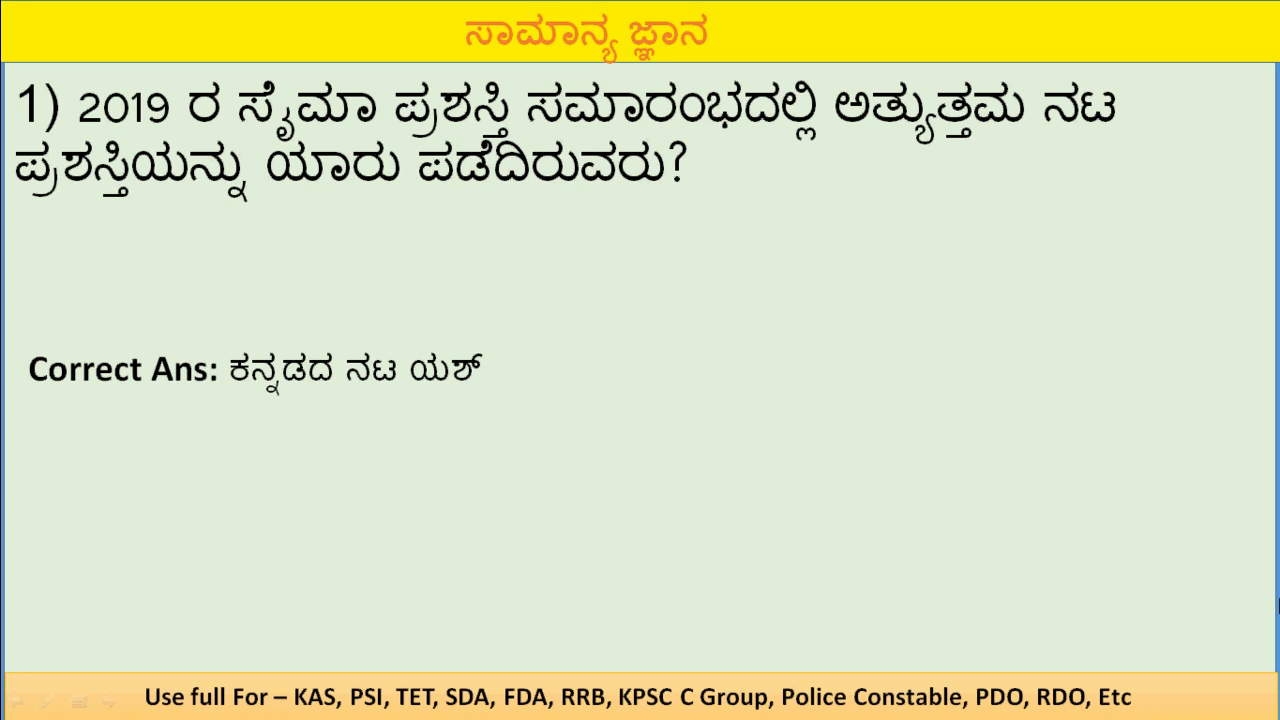 ಸಾಮಾನ್ಯ ಜ್ಞಾನ
1) 2019 ರ ಸೈಮಾ ಪ್ರಶಸ್ತಿ ಸಮಾರಂಭದಲ್ಲಿ ಅತ್ಯುತ್ತಮ ನಟ
ಪ್ರಶಸ್ತಿಯನ್ನು ಯಾರು ಪಡೆದಿರುವರು?
Correct Ans: ಕನ್ನಡದ ನಟ ಯಶ್
Use full For – KAS, PSI, TET, SDA, FDA, RRB, KPSC C Group, Police Constable, PDO, RDO, Etc